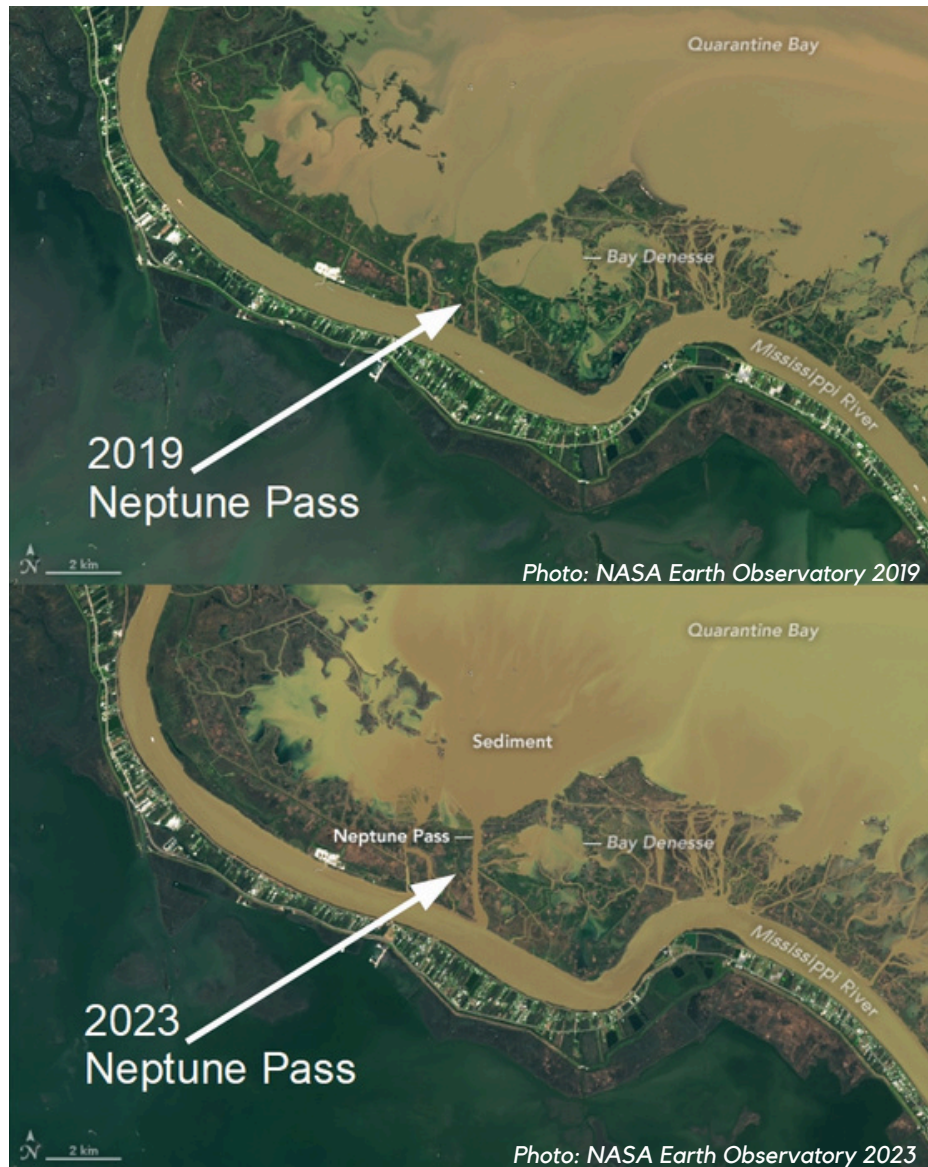 Quarantine Bay
— Bay Denesse
Mississippi River
2019
Neptune Pass
N
2 km
Photo: NASA Earth Observatory 2019
Quarantine Bay
Sediment
Neptune Pass —
— Bay Denesse
Mississippi River
2023
Neptune Pass
N
2 km
Photo: NASA Earth Observatory 2023